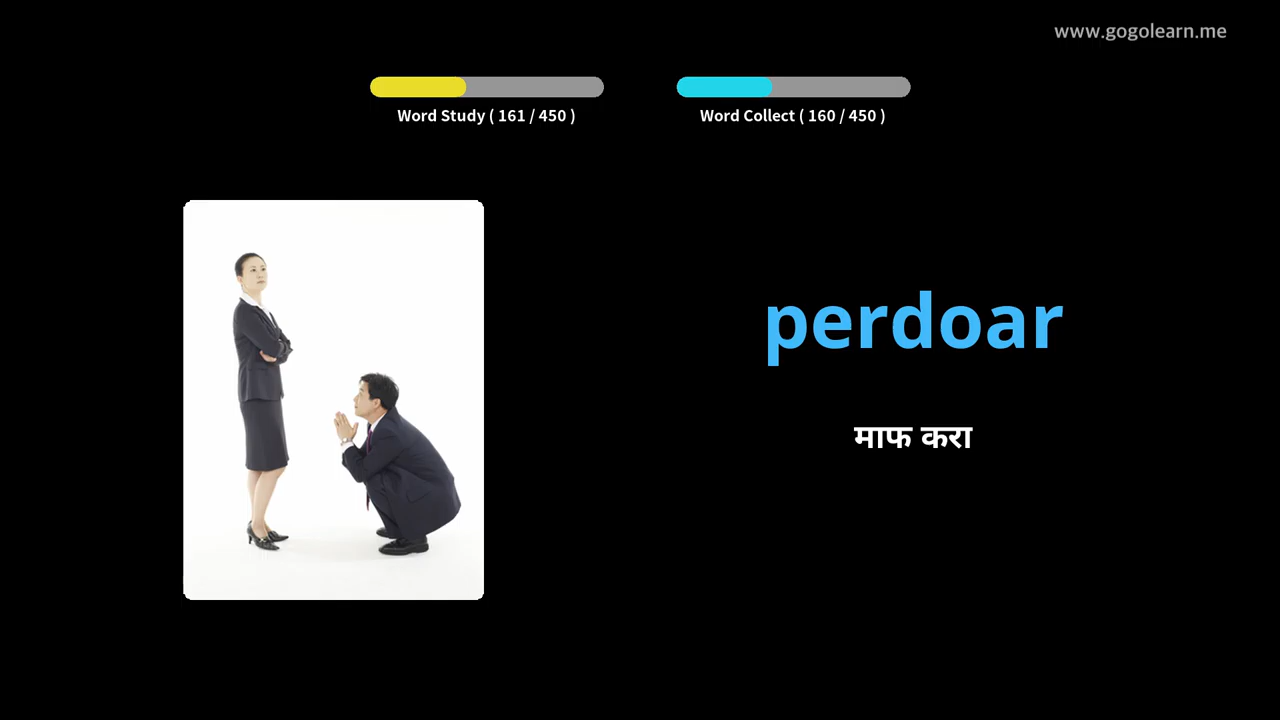 www.gogolearn.me
Word Study ( 161 / 450 )
Word Collect ( 160 / 450 )
perdoar
माफ करा